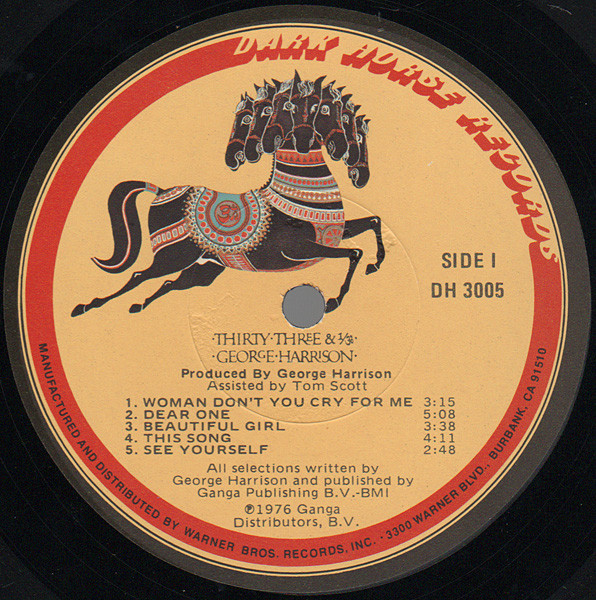 DARK HORSE RECORDS
SIDE I
DH 3005
·THIRTY·THREE & 1/3·
·GEORGE·HARRISON·
Produced By George Harrison
Assisted by Tom Scott
1. WOMAN DON'T YOU CRY FOR ME 3:15
2. DEAR ONE 5:08
3. BEAUTIFUL GIRL 3:38
4. THIS SONG 4:11
5. SEE YOURSELF 2:48
All selections written by
George Harrison and published by
Ganga Publishing B.V.-BMI
℗1976 Ganga
Distributors, B.V.
MANUFACTURED AND DISTRIBUTED BY WARNER BROS. RECORDS, INC. · 3300 WARNER BLVD., BURBANK, CA 91510